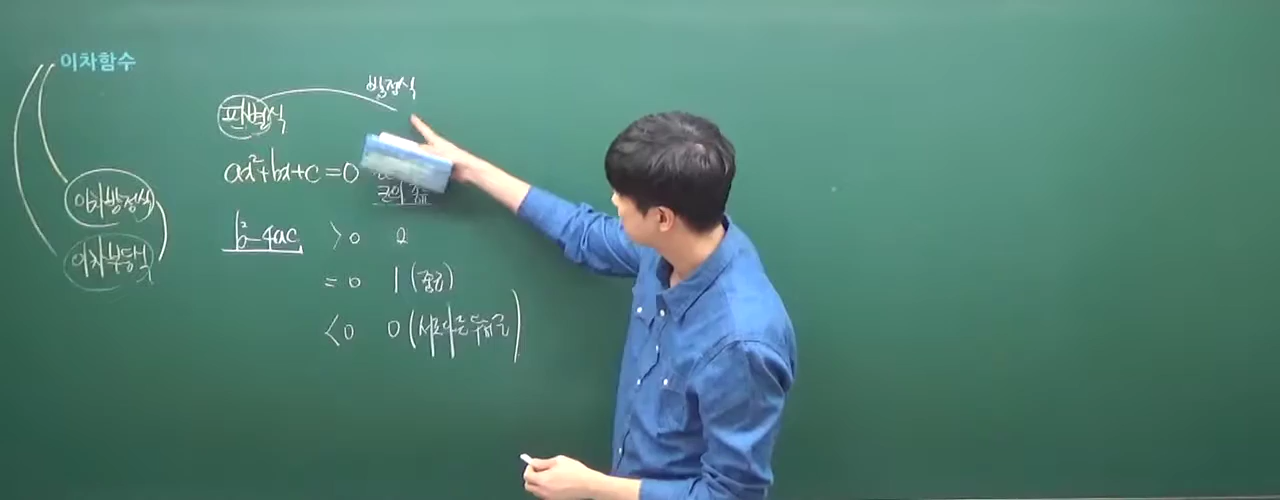 이차함수
방정식
판별식
ax²+bx+c=0
근의
이차방정식
b²-4ac >0 2
이차부등식
=0 1 (중근)
<0 0 (서로다른 두허근)